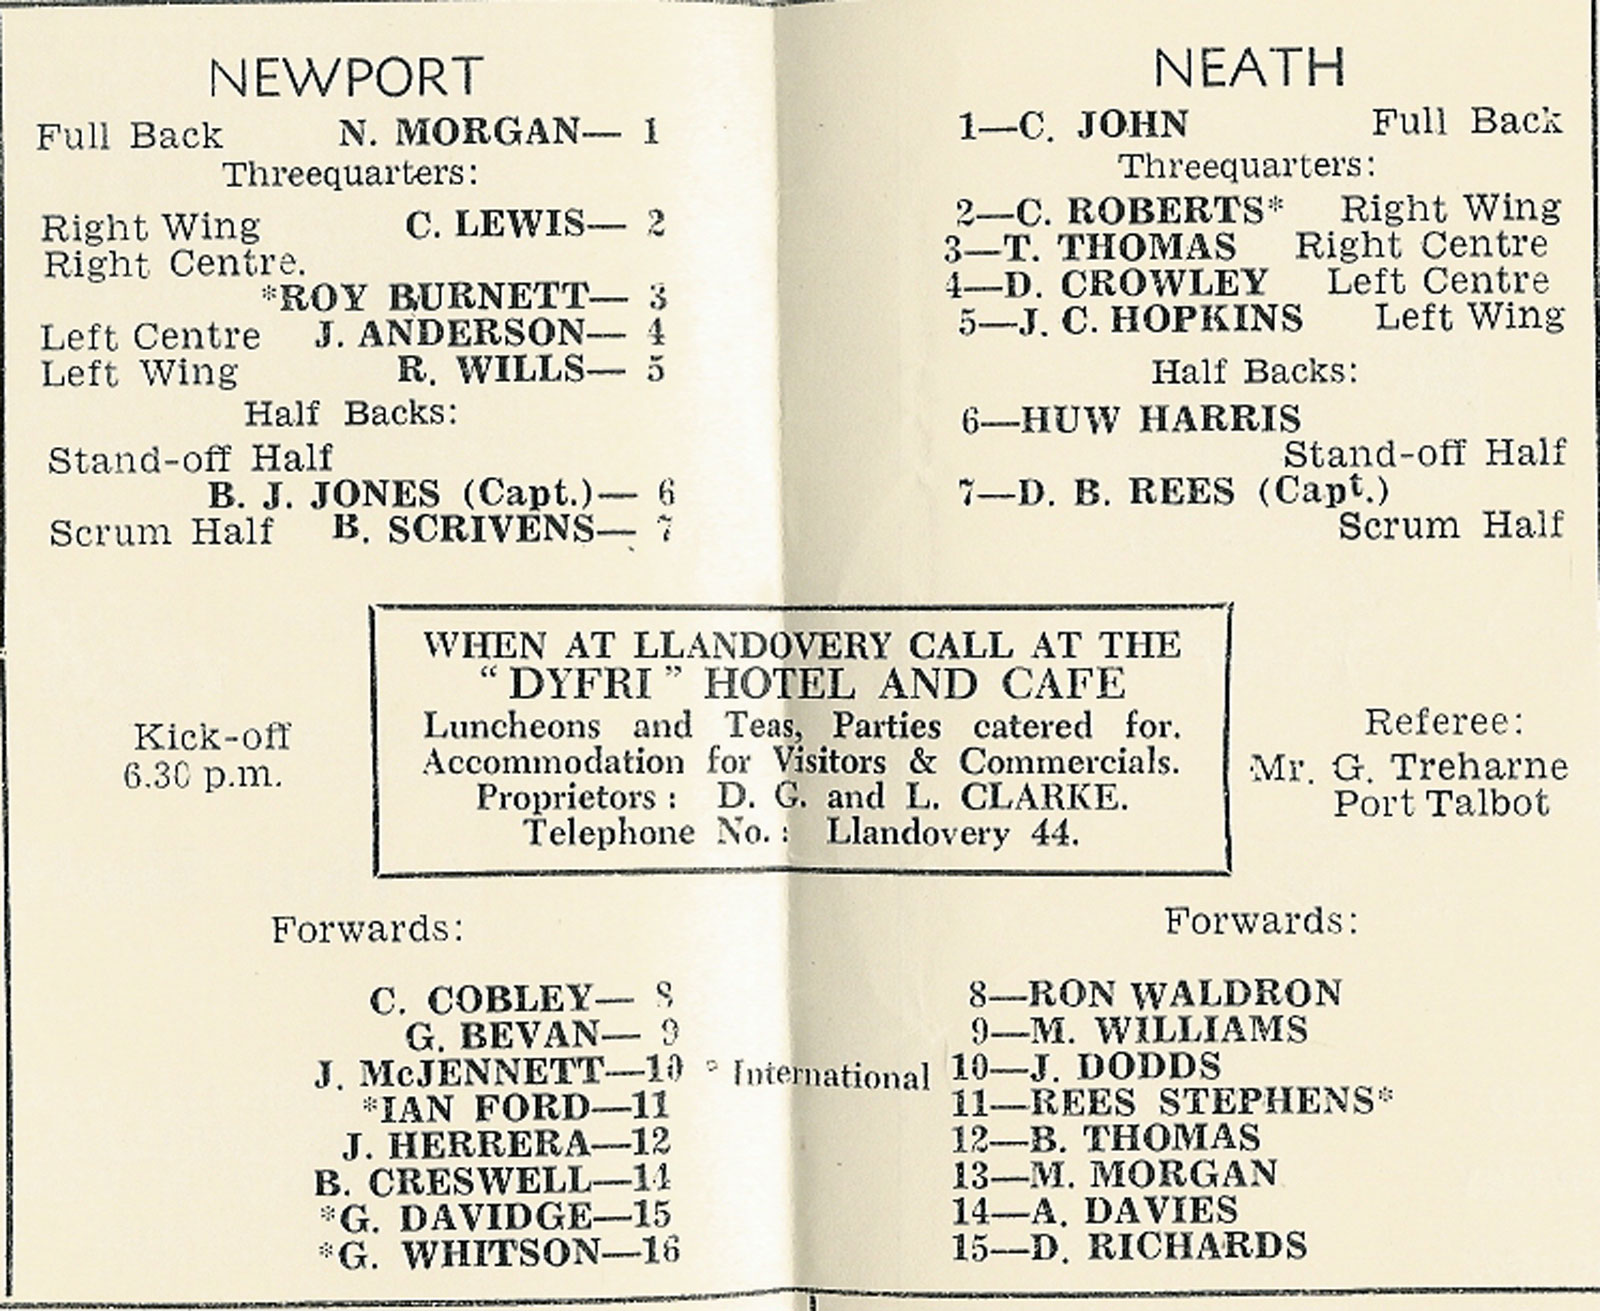 NEWPORT
Full Back N. MORGAN— 1
Threequarters:
Right Wing C. LEWIS— 2
Right Centre.
*ROY BURNETT— 3
Left Centre J. ANDERSON— 4
Left Wing R. WILLS— 5
Half Backs:
Stand-off Half
B. J. JONES (Capt.)— 6
Scrum Half B. SCRIVENS— 7
NEATH
1—C. JOHN Full Back
Threequarters:
2—C. ROBERTS* Right Wing
3—T. THOMAS Right Centre
4—D. CROWLEY Left Centre
5—J. C. HOPKINS Left Wing
Half Backs:
6—HUW HARRIS
Stand-off Half
7—D. B. REES (Capt.)
Scrum Half
Kick-off
6.30 p.m.
WHEN AT LLANDOVERY CALL AT THE
“DYFRI” HOTEL AND CAFE
Luncheons and Teas, Parties catered for.
Accommodation for Visitors & Commercials.
Proprietors: D. G. and L. CLARKE.
Telephone No.: Llandovery 44.
Referee:
Mr. G. Treharne
Port Talbot
Forwards:
C. COBLEY— 8
G. BEVAN— 9
J. McJENNETT—10
*IAN FORD—11
J. HERRERA—12
B. CRESWELL—14
*G. DAVIDGE—15
*G. WHITSON—16
* International
Forwards:
8—RON WALDRON
9—M. WILLIAMS
10—J. DODDS
11—REES STEPHENS*
12—B. THOMAS
13—M. MORGAN
14—A. DAVIES
15—D. RICHARDS